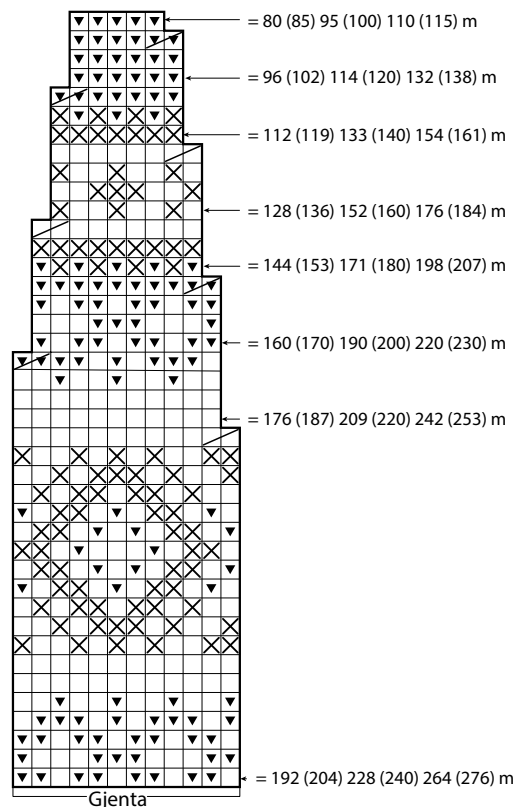 = 80 (85) 95 (100) 110 (115) m
= 96 (102) 114 (120) 132 (138) m
= 112 (119) 133 (140) 154 (161) m
= 128 (136) 152 (160) 176 (184) m
= 144 (153) 171 (180) 198 (207) m
= 160 (170) 190 (200) 220 (230) m
= 176 (187) 209 (220) 242 (253) m
= 192 (204) 228 (240) 264 (276) m
Gjenta